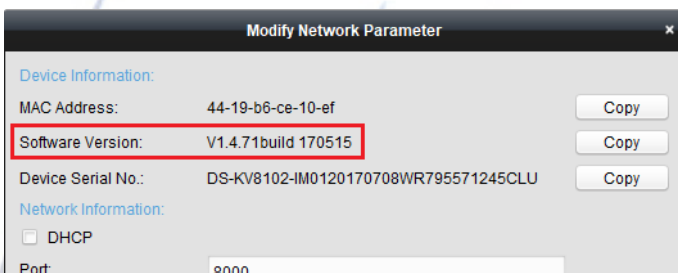 Modify Network Parameter ×
Device Information:
MAC Address: 44-19-b6-ce-10-ef Copy
Software Version: V1.4.71build 170515 Copy
Device Serial No.: DS-KV8102-IM0120170708WR795571245CLU Copy
Network Information:
DHCP
Port: 8000